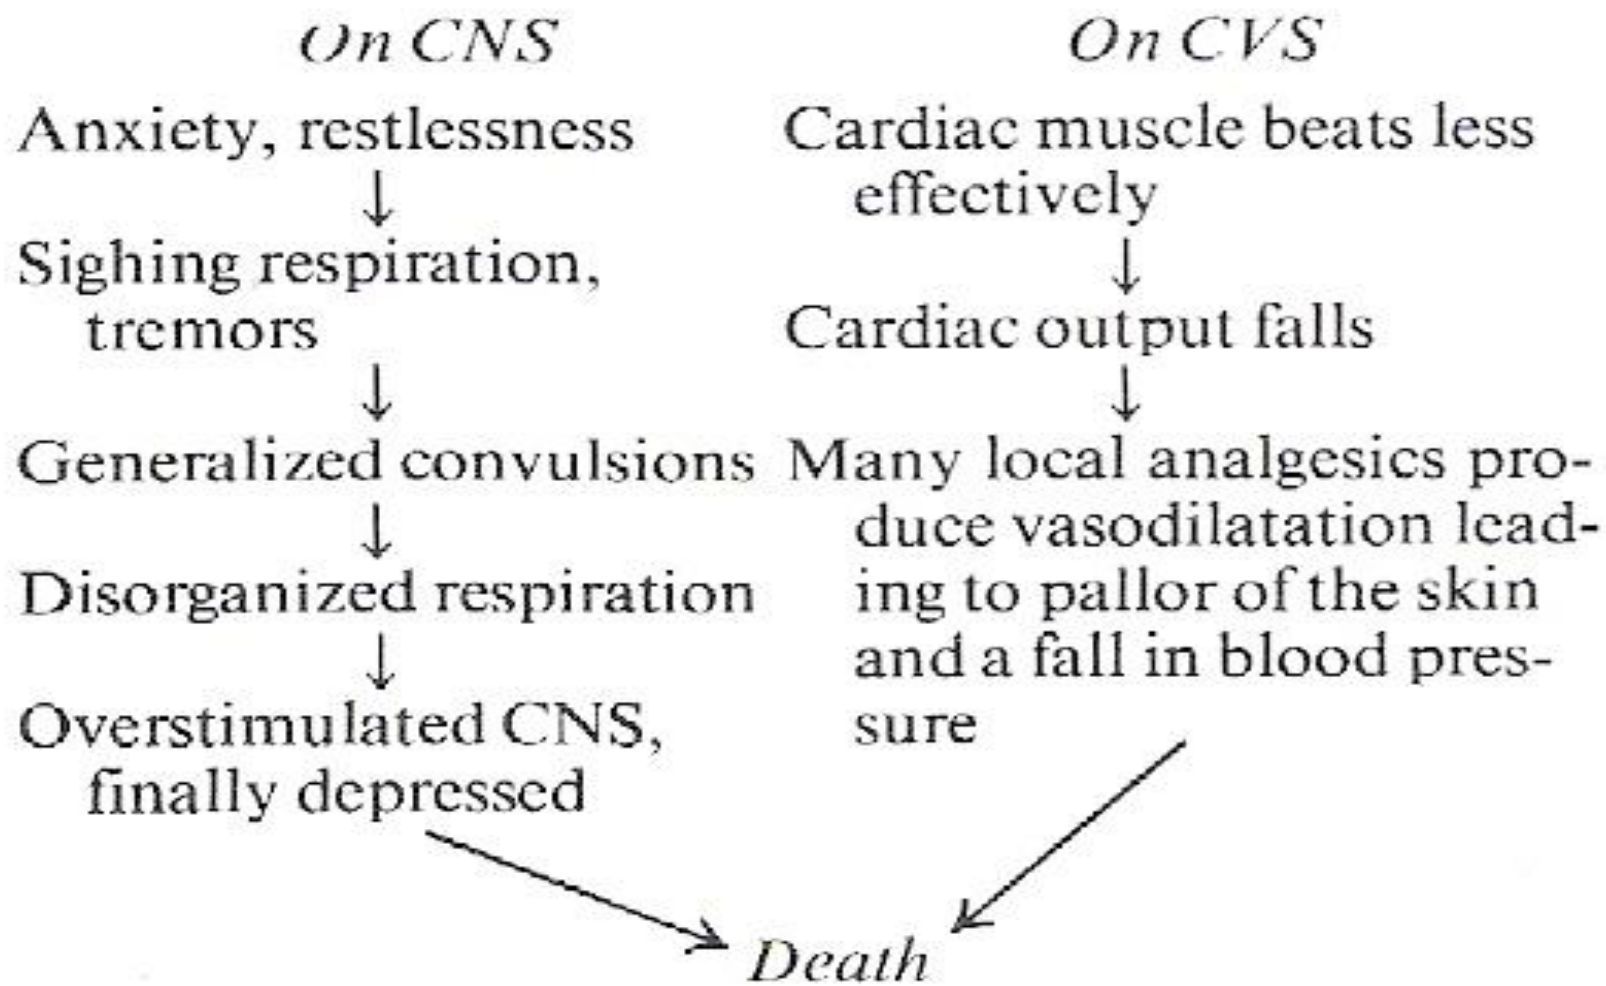 On CNS
Anxiety, restlessness
Sighing respiration,
tremors
Generalized convulsions
Disorganized respiration
Overstimulated CNS,
finally depressed
On CVS
Cardiac muscle beats less
effectively
Cardiac output falls
Many local analgesics pro-
duce vasodilatation lead-
ing to pallor of the skin
and a fall in blood pres-
sure
Death